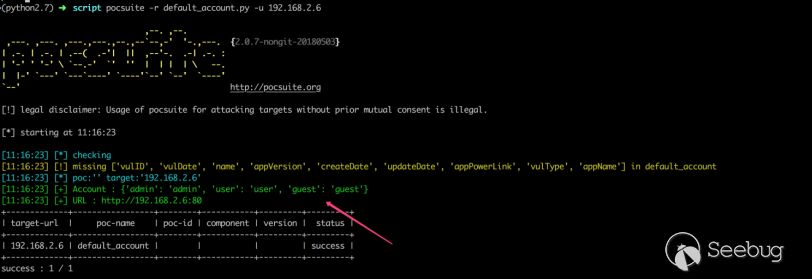 (python2.7) ➜ script pocsuite -r default_account.py -u 192.168.2.6
pocsuite
{2.0.7-nongit-20180503}
http://pocsuite.org
[!] legal disclaimer: Usage of pocsuite for attacking targets without prior mutual consent is illegal.
[*] starting at 11:16:23
[11:16:23] [*] checking
[11:16:23] [!] missing ['vulID', 'vulDate', 'name', 'appVersion', 'createDate', 'updateDate', 'appPowerLink', 'vulType', 'appName'] in default_account
[11:16:23] [*] poc:'' target:'192.168.2.6'
[11:16:23] [+] Account : {'admin': 'admin', 'user': 'user', 'guest': 'guest'}
[11:16:23] [+] URL : http://192.168.2.6:80
| target-url | poc-name | poc-id | component | version | status |
| 192.168.2.6 | default_account | | | | success |
success : 1 / 1
Seebug